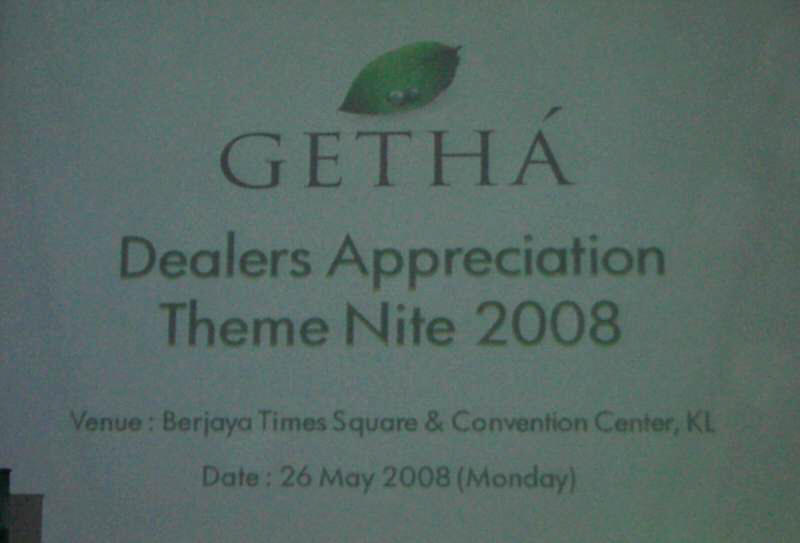 GETHÁ
Dealers Appreciation
Theme Nite 2008
Venue : Berjaya Times Square & Convention Center, KL
Date : 26 May 2008 (Monday)